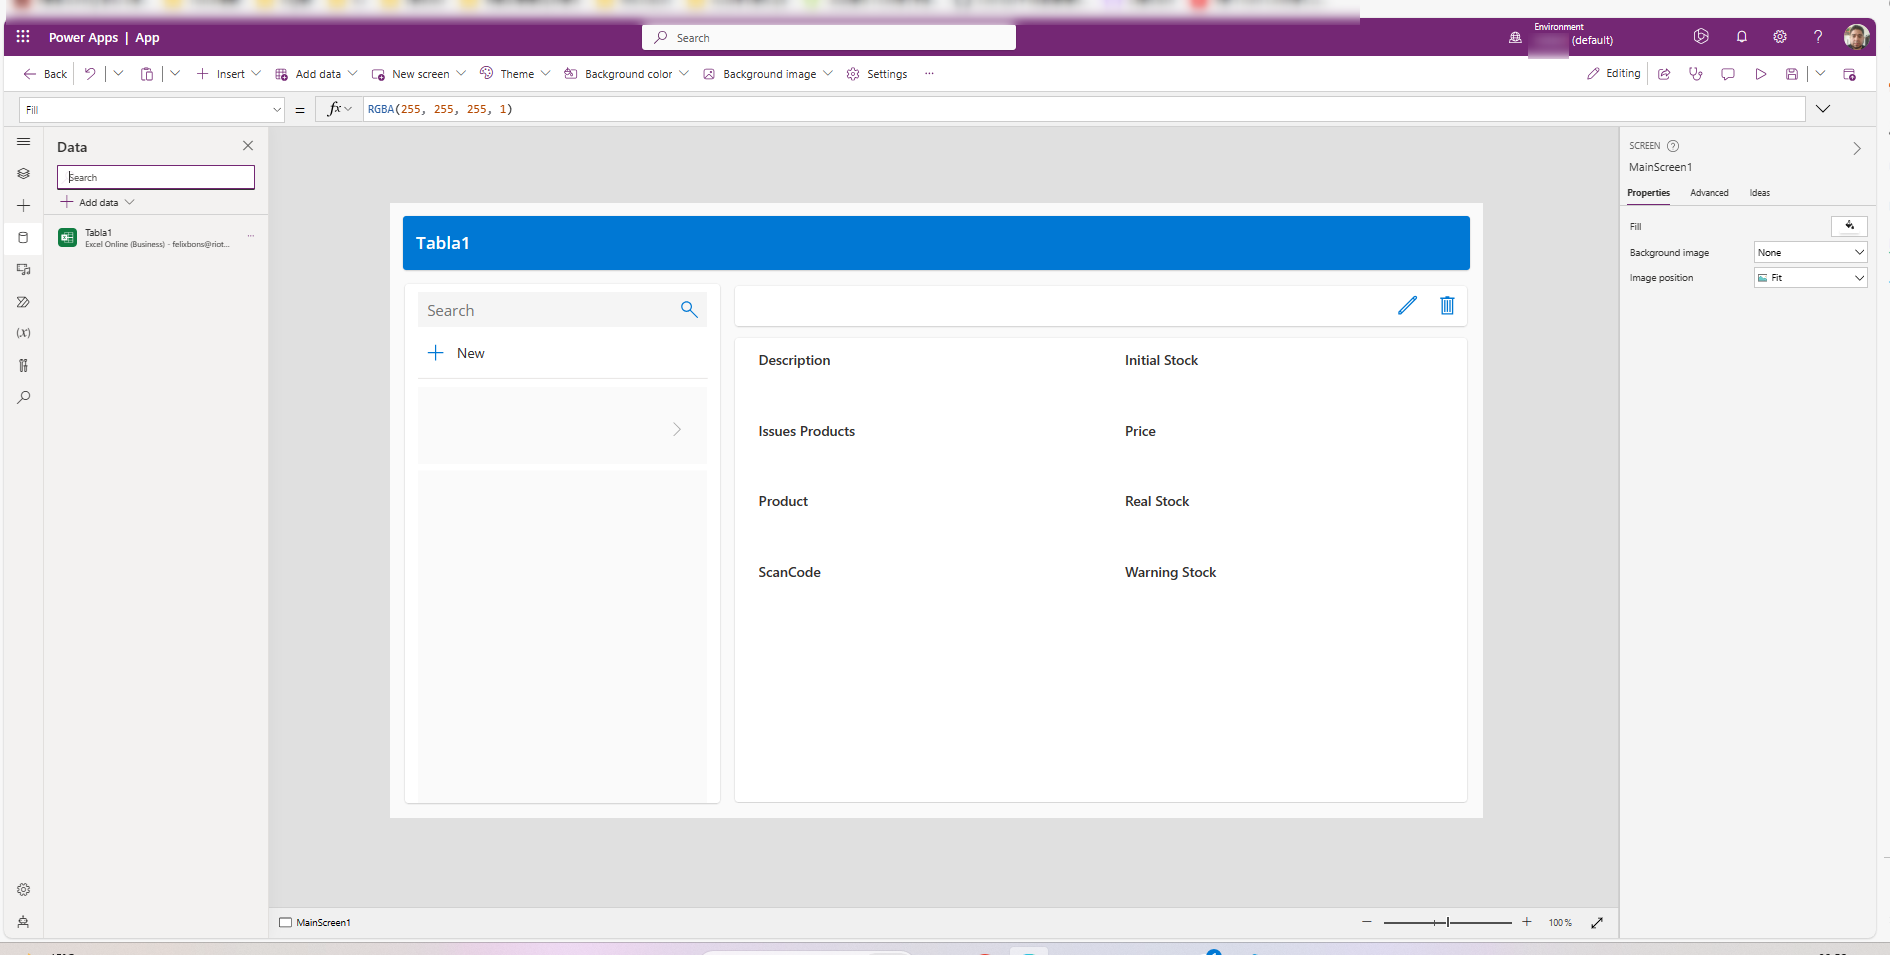 Power Apps | App
Search
Environment
(default)
Back
Insert
Add data
New screen
Theme
Background color
Background image
Settings
...
Editing
Fill
=
fx
RGBA(255, 255, 255, 1)
Data
Search
Add data
Tabla1
Excel Online (Business) - felixbons@riot...
...
(x)
Tabla1
Search
New
Description
Initial Stock
Issues Products
Price
Product
Real Stock
ScanCode
Warning Stock
SCREEN
MainScreen1
Properties
Advanced
Ideas
Fill
Background image
None
Image position
Fit
MainScreen1
100 %